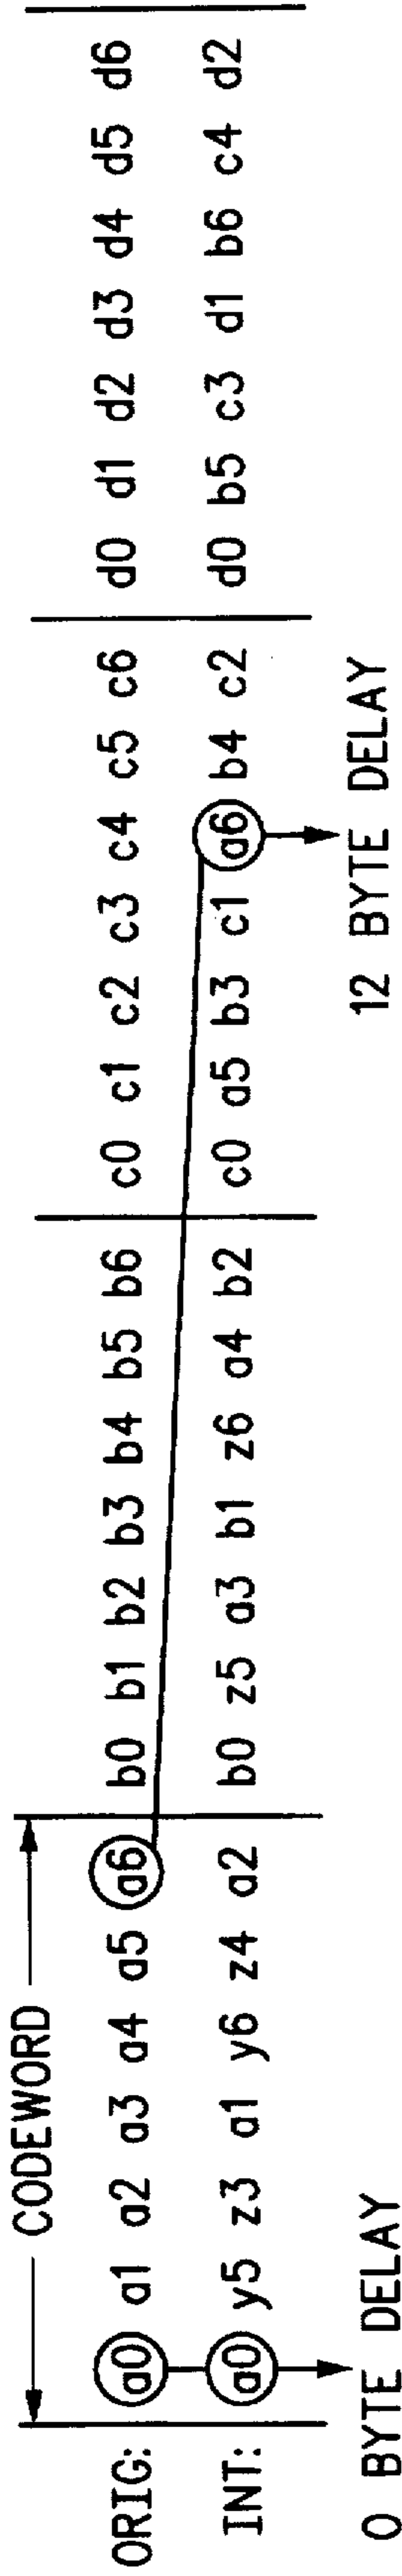 CODEWORD
ORIG: a0 a1 a2 a3 a4 a5 a6 b0 b1 b2 b3 b4 b5 b6 c0 c1 c2 c3 c4 c5 c6 d0 d1 d2 d3 d4 d5 d6
INT: a0 y5 z3 a1 y6 z4 a2 b0 z5 a3 b1 z6 a4 b2 c0 a5 b3 c1 a6 b4 c2 d0 b5 c3 d1 b6 c4 d2
0 BYTE DELAY 12 BYTE DELAY